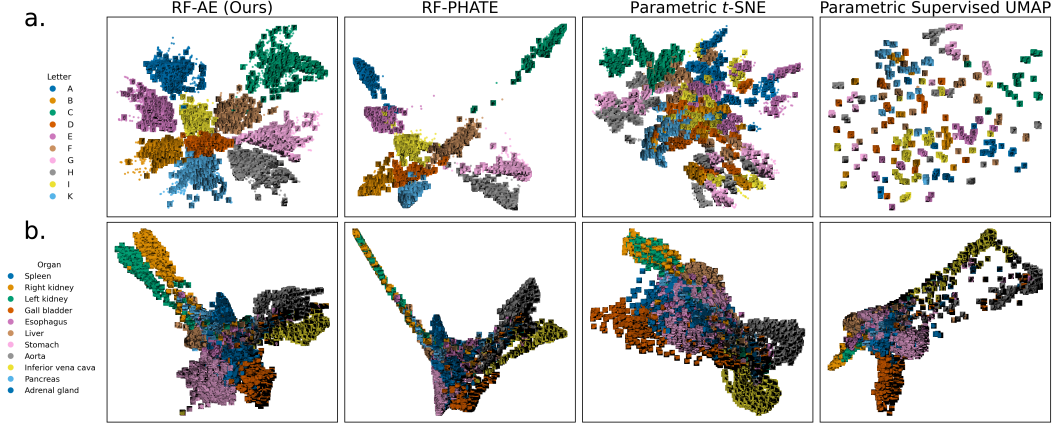 RF-AE (Ours)
RF-PHATE
Parametric t-SNE
Parametric Supervised UMAP
a.
Letter
A
B
C
D
E
F
G
H
I
K
b.
Organ
Spleen
Right kidney
Left kidney
Gall bladder
Esophagus
Liver
Stomach
Aorta
Inferior vena cava
Pancreas
Adrenal gland